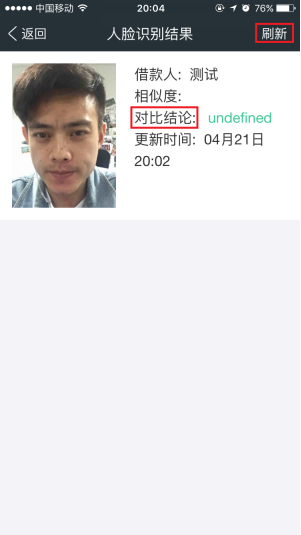 中国移动 20:04 76%
返回 人脸识别结果 刷新
借款人: 测试
相似度:
对比结论: undefined
更新时间: 04月21日
20:02